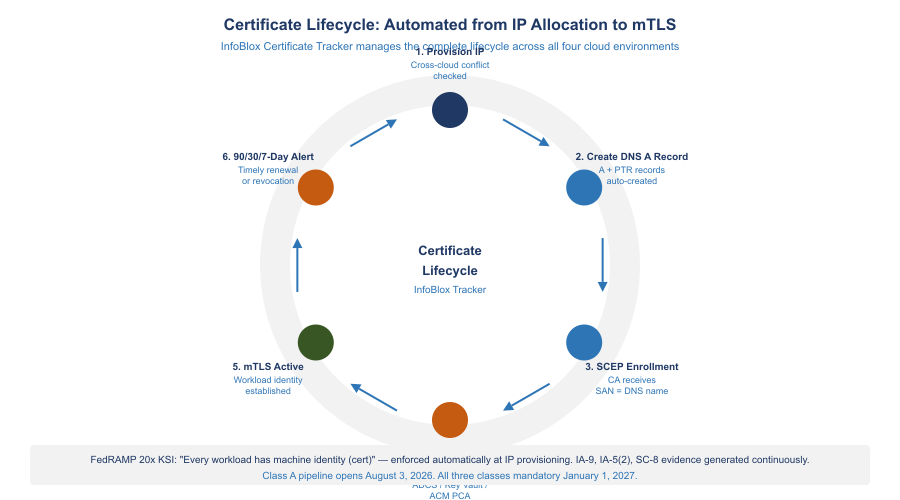 Certificate Lifecycle: Automated from IP Allocation to mTLS
InfoBlox Certificate Tracker manages the complete lifecycle across all four cloud environments
1. Provision IP
Cross-cloud conflict
checked
6. 90/30/7-Day Alert
Timely renewal
or revocation
2. Create DNS A Record
A + PTR records
auto-created
Certificate
Lifecycle
InfoBlox Tracker
5. mTLS Active
Workload identity
established
3. SCEP Enrollment
CA receives
SAN = DNS name
FedRAMP 20x KSI: "Every workload has machine identity (cert)" — enforced automatically at IP provisioning. IA-9, IA-5(2), SC-8 evidence generated continuously.
Class A pipeline opens August 3, 2026. All three classes mandatory January 1, 2027.
ADCS / Key Vault /
ACM PCA